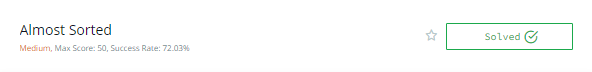 Almost Sorted
Solved
Medium, Max Score: 50, Success Rate: 72.03%